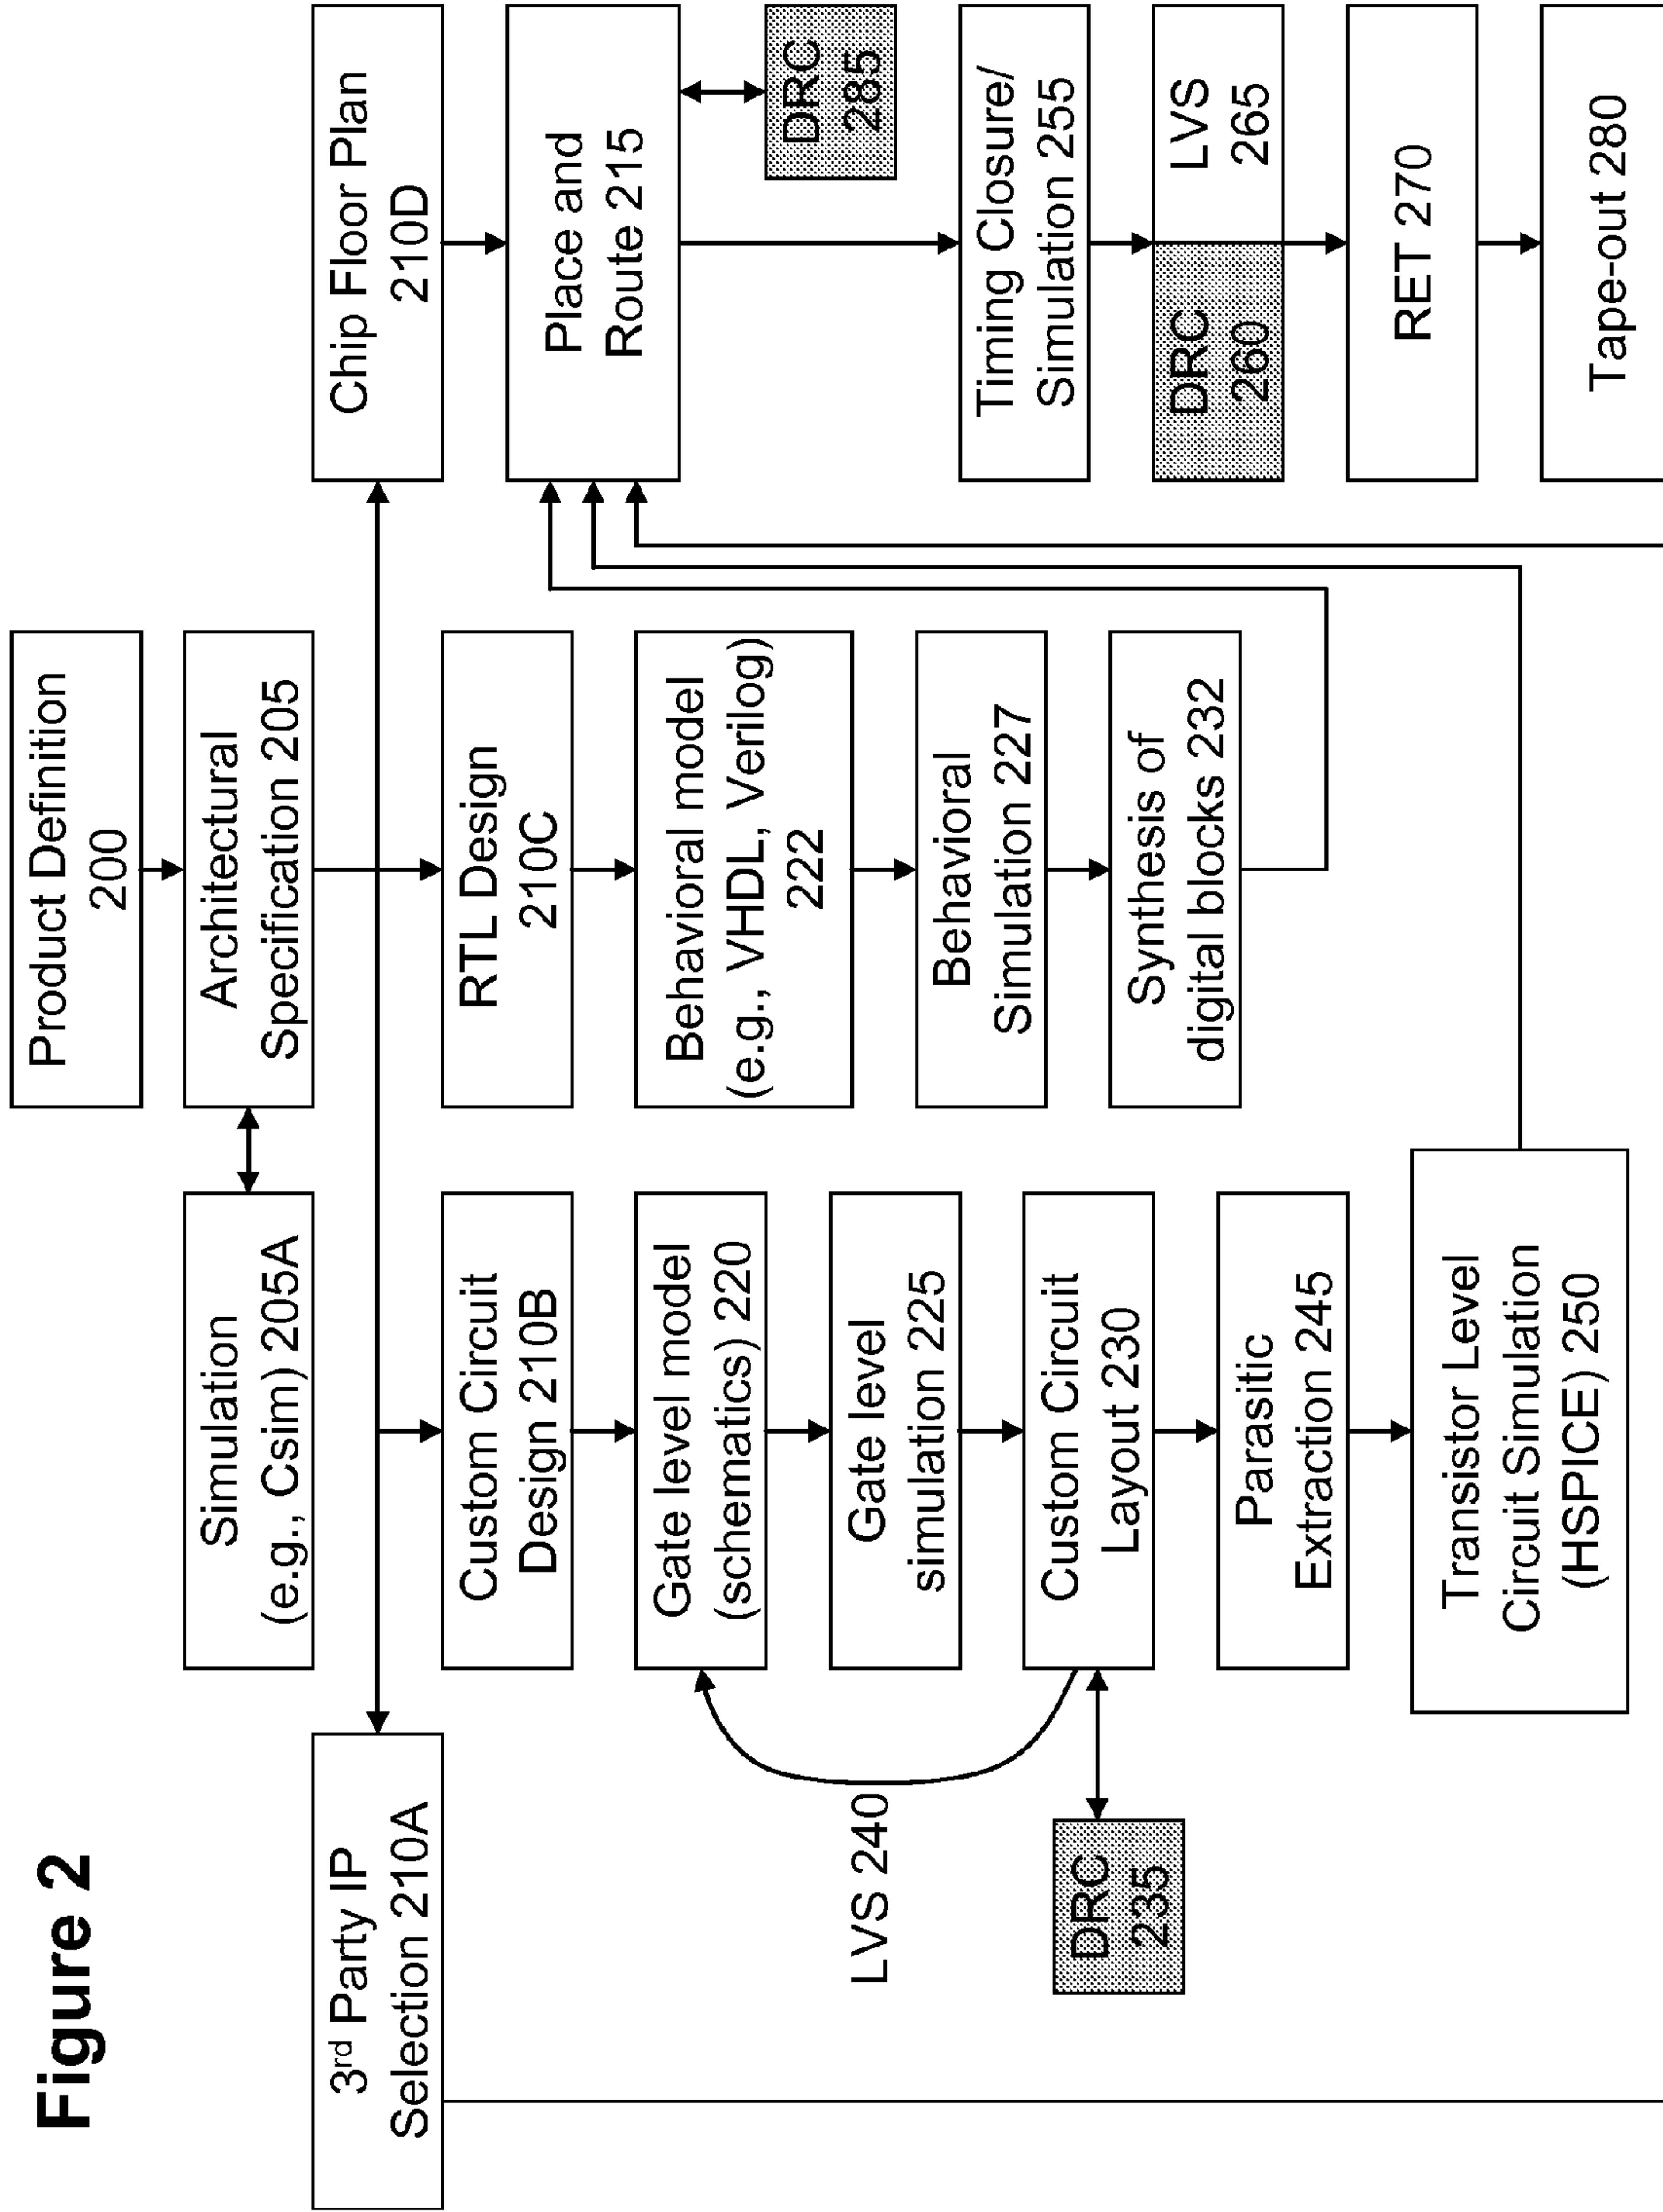 Figure 2
Product Definition
200
Simulation
(e.g., Csim) 205A
Architectural
Specification 205
3rd Party IP
Selection 210A
Chip Floor Plan
210D
Custom Circuit
Design 210B
RTL Design
210C
Place and
Route 215
Gate level model
(schematics) 220
Behavioral model
(e.g., VHDL, Verilog)
222
DRC
285
LVS 240
Gate level
simulation 225
Behavioral
Simulation 227
Timing Closure/
Simulation 255
DRC
235
Custom Circuit
Layout 230
Synthesis of
digital blocks 232
DRC
260
LVS
265
Parasitic
Extraction 245
RET 270
Transistor Level
Circuit Simulation
(HSPICE) 250
Tape-out 280